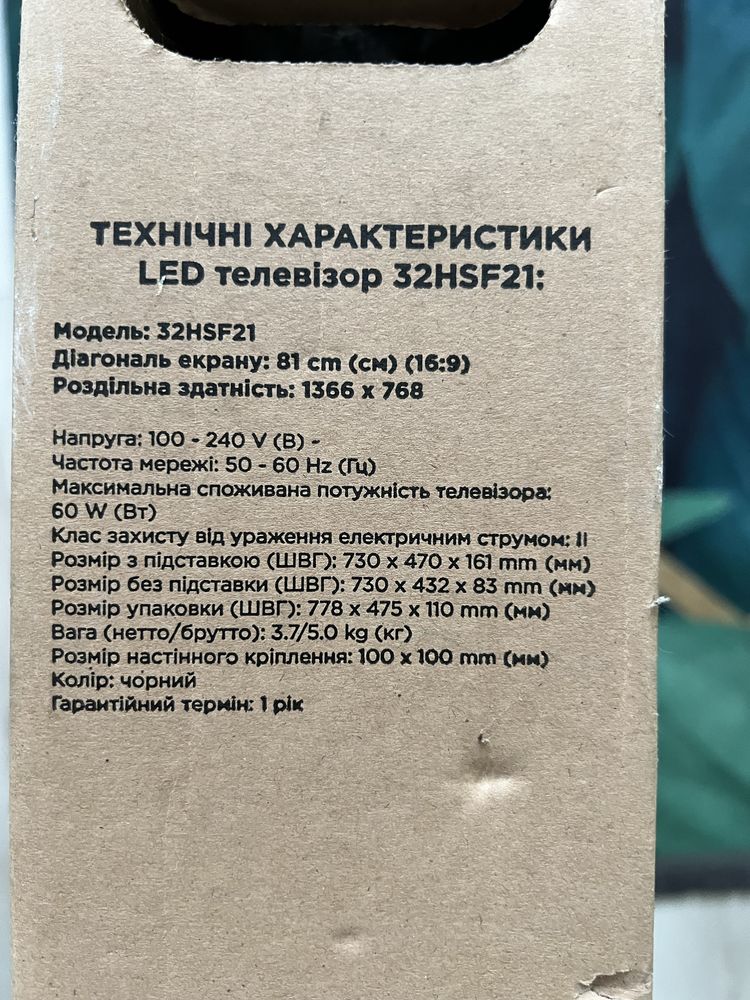 ТЕХНІЧНІ ХАРАКТЕРИСТИКИ
LED телевізор 32HSF21:
Модель: 32HSF21
Діагональ екрану: 81 cm (см) (16:9)
Роздільна здатність: 1366 x 768
Напруга: 100 - 240 V (В) ~
Частота мережі: 50 - 60 Hz (Гц)
Максимальна споживана потужність телевізора:
60 W (Вт)
Клас захисту від ураження електричним струмом: II
Розмір з підставкою (ШВГ): 730 x 470 x 161 mm (мм)
Розмір без підставки (ШВГ): 730 x 432 x 83 mm (мм)
Розмір упаковки (ШВГ): 778 x 475 x 110 mm (мм)
Вага (нетто/брутто): 3.7/5.0 kg (кг)
Розмір настінного кріплення: 100 x 100 mm (мм)
Колір: чорний
Гарантійний термін: 1 рік